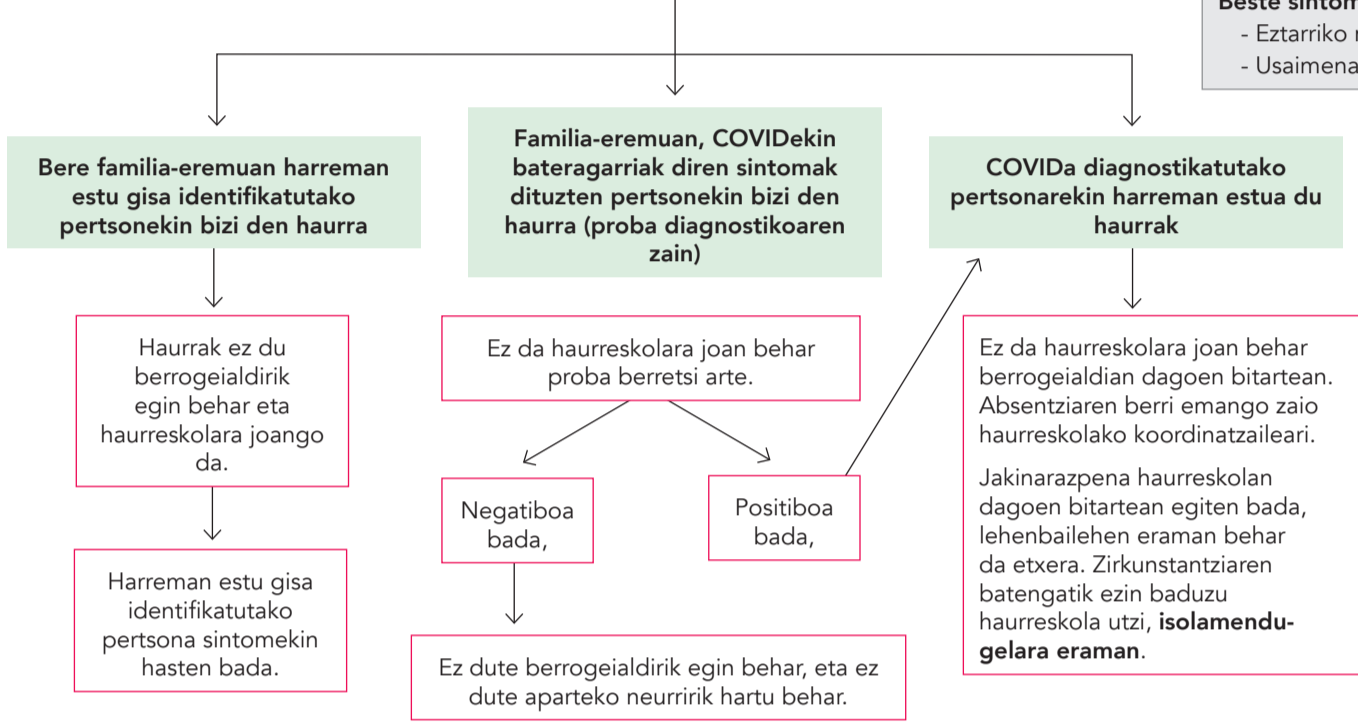 Beste
- Eztarriko
- Usaimena
Bere familia-eremuan harreman
estu gisa identifikatutako
pertsonekin bizi den haurra
Familia-eremuan, COVIDekin
bateragarriak diren sintomak
dituzten pertsonekin bizi den
haurra (proba diagnostikoaren
zain)
COVIDa diagnostikatutako
pertsonarekin harreman estua du
haurrak
Haurrak ez du
berrogeialdirik
egin behar eta
haurreskolara joango
da.
Harreman estu gisa
identifikatutako
pertsona sintomekin
hasten bada.
Ez da haurreskolara joan behar
proba berretsi arte.
Negatiboa
bada,
Positiboa
bada,
Ez dute berrogeialdirik egin behar, eta ez
dute aparteko neurririk hartu behar.
Ez da haurreskolara joan behar
berrogeialdian dagoen bitartean.
Absentziaren berri emango zaio
haurreskolako koordinatzaileari.
Jakinarazpena haurreskolan
dagoen bitartean egiten bada,
lehenbailehen eraman behar
da etxera. Zirkunstantziaren
batengatik ezin baduzu
haurreskola utzi, isolamendu-
gelara eraman.